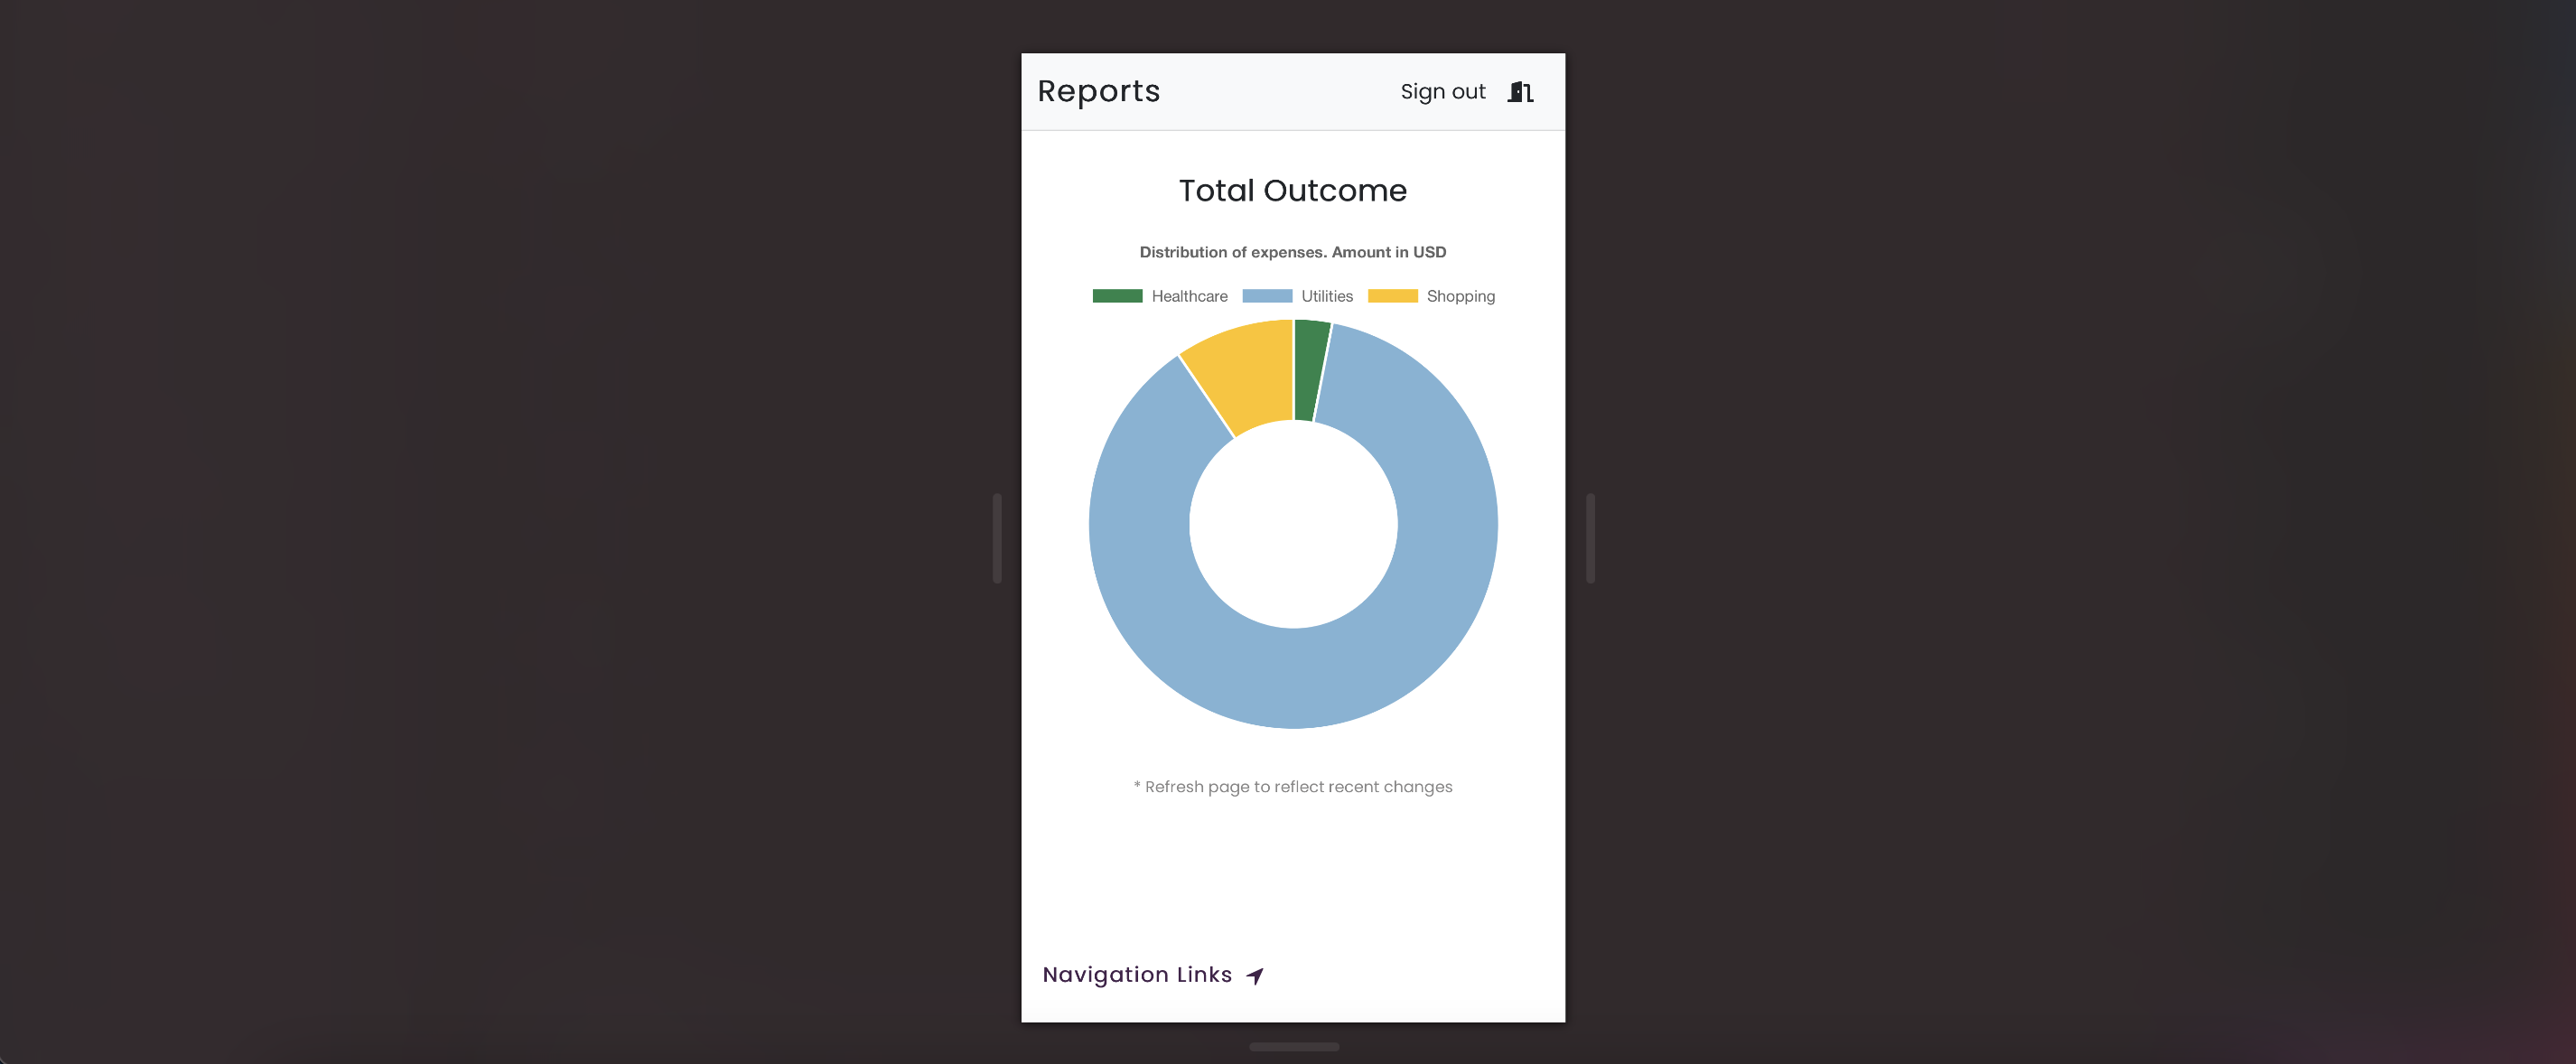 Reports Sign out
Total Outcome
Distribution of expenses. Amount in USD
Healthcare Utilities Shopping
* Refresh page to reflect recent changes
Navigation Links